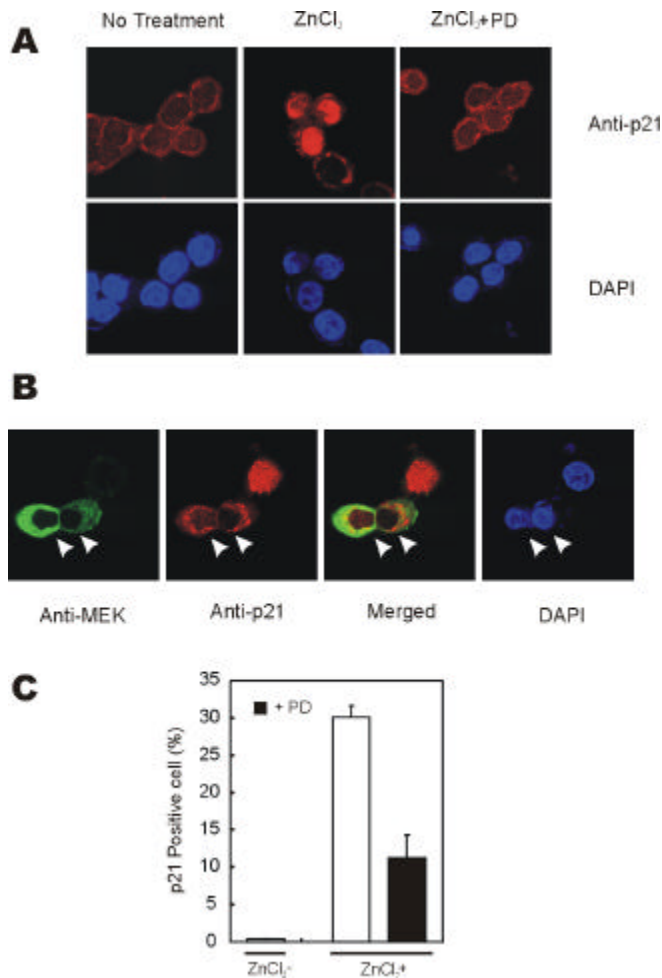 No Treatment ZnCl₂ ZnCl₂+PD
A
Anti-p21
DAPI
B
Anti-MEK Anti-p21 Merged DAPI
C
35
30
25
20
15
10
5
0
+ PD
p21 Positive cell (%)
ZnCl₂- ZnCl₂+